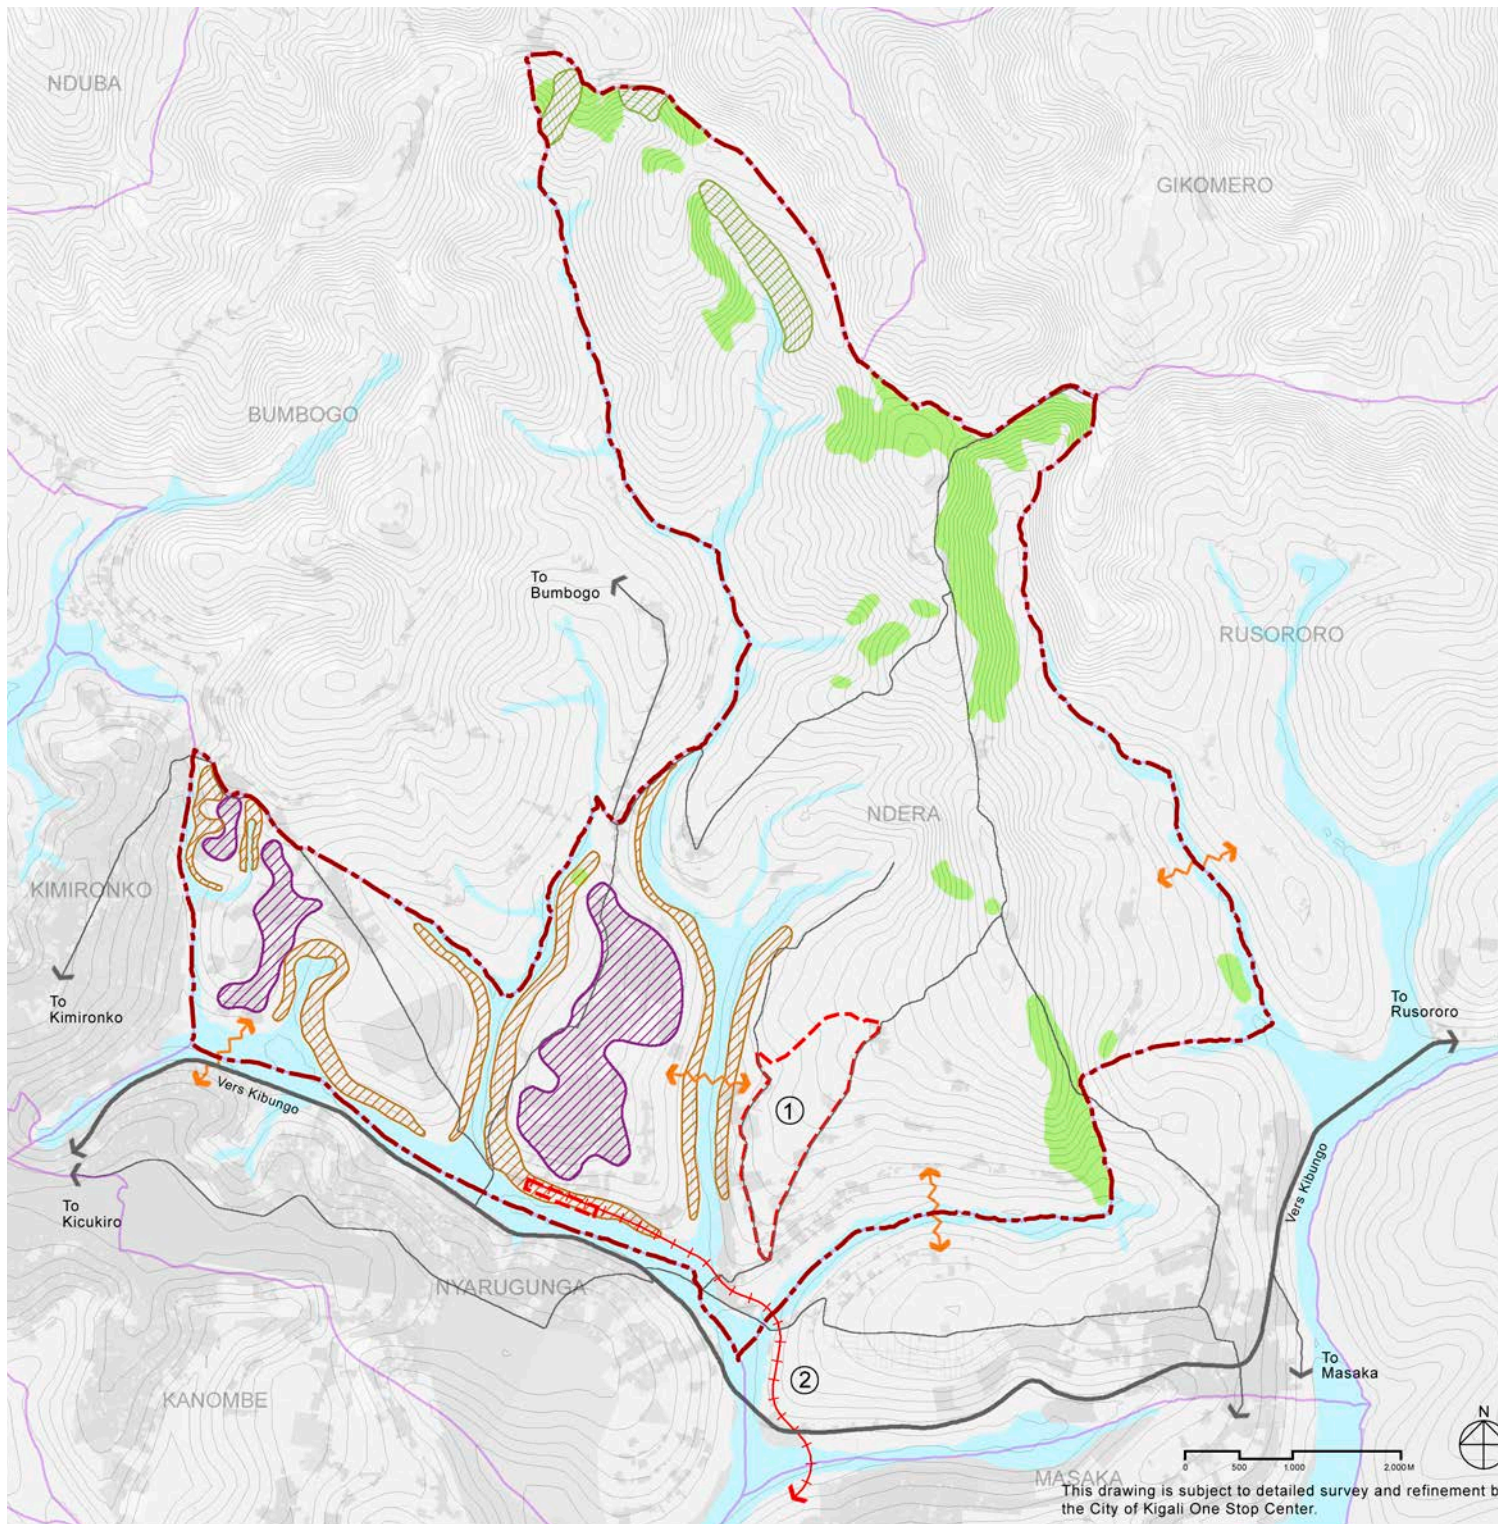 NDUBA
GIKOMERO
BUMBOGO
To
Bumbogo
RUSORORO
NDERA
KIMIRONKO
To
Kimironko
To
Rusororo
Vers Kibungo
1
Vers Kibungo
To
Kicukiro
NYARUGUNGA
To
Masaka
2
KANOMBE
N
0 500 1.000 2.000M
MASAKA
This drawing is subject to detailed survey and refinement b
the City of Kigali One Stop Center.